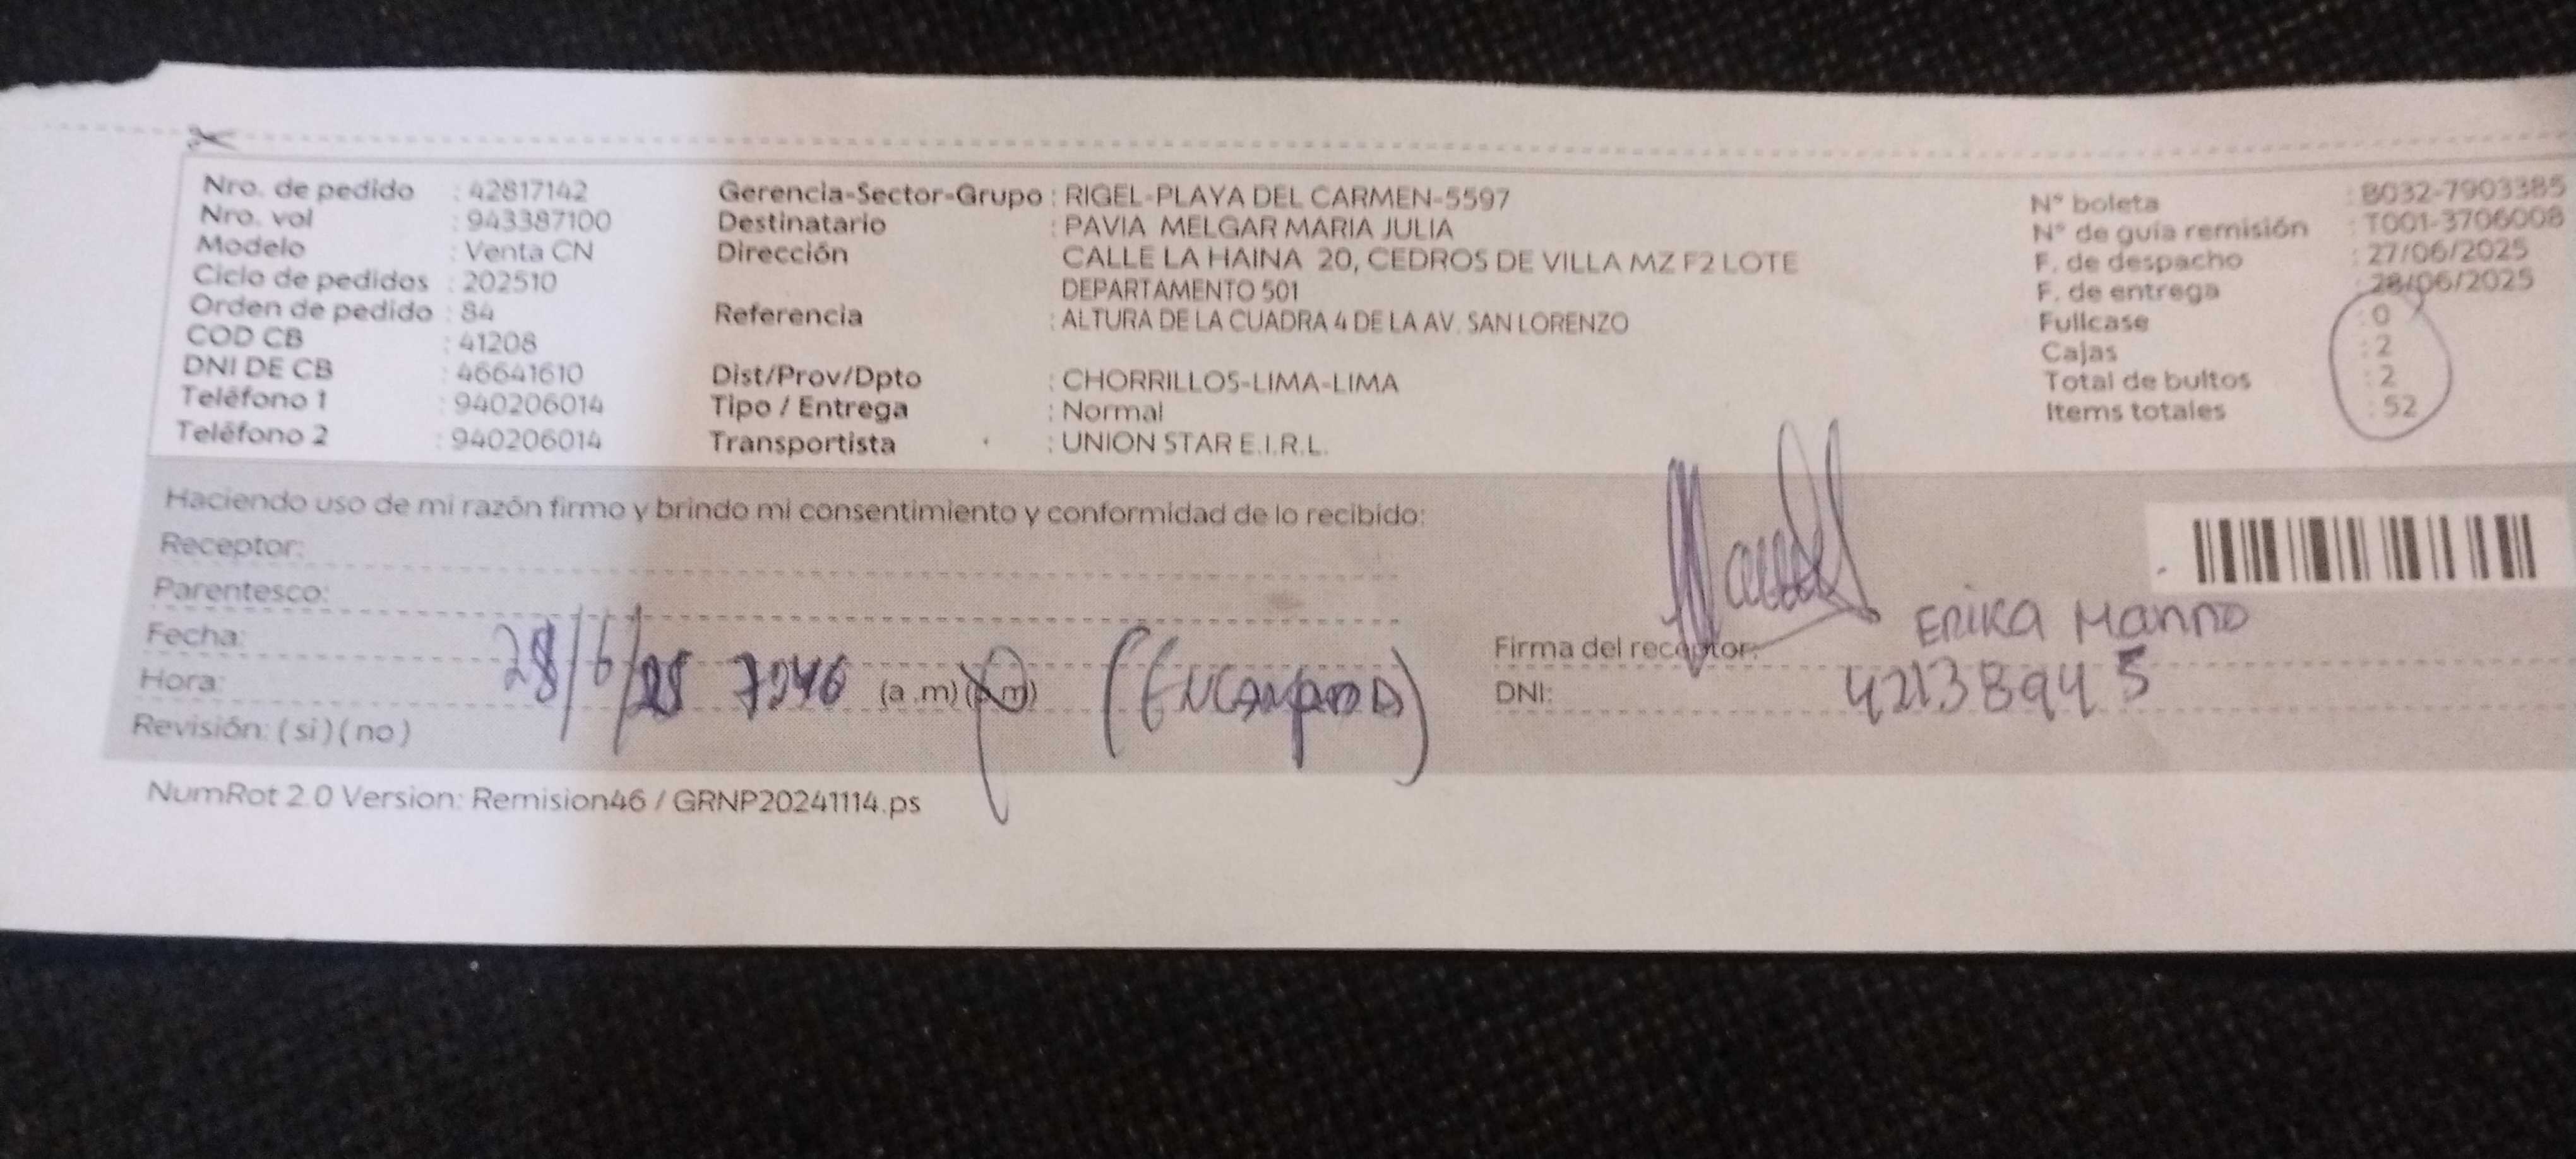 Nro. de pedido : 42817142
Nro. vol : 943387100
Modelo : Venta CN
Ciclo de pedidos : 202510
Orden de pedido : 84
COD CB : 41208
DNI DE CB : 46641610
Teléfono 1 : 940206014
Teléfono 2 : 940206014
Gerencia-Sector-Grupo : RIGEL-PLAYA DEL CARMEN-5597
Destinatario : PAVIA MELGAR MARIA JULIA
Dirección CALLE LA HAINA 20, CEDROS DE VILLA MZ F2 LOTE
DEPARTAMENTO 501
Referencia : ALTURA DE LA CUADRA 4 DE LA AV. SAN LORENZO
Dist/Prov/Dpto : CHORRILLOS-LIMA-LIMA
Tipo / Entrega : Normal
Transportista : UNION STAR E.I.R.L.
N° boleta : B032-7903385
N° de guía remisión : T001-3706008
F. de despacho : 27/06/2025
F. de entrega : 28/06/2025
Fullcase : 0
Cajas : 2
Total de bultos : 2
Items totales : 52
Haciendo uso de mi razón firmo y brindo mi consentimiento y conformidad de lo recibido:
Receptor:
Parentesco:
Fecha: 28/6/25
Hora: (a.m) (p.m)
Revisión: (si) (no)
Firma del receptor: Erika Manno
DNI: 42138945
NumRot 2.0 Version: Remision46 / GRNP20241114.ps